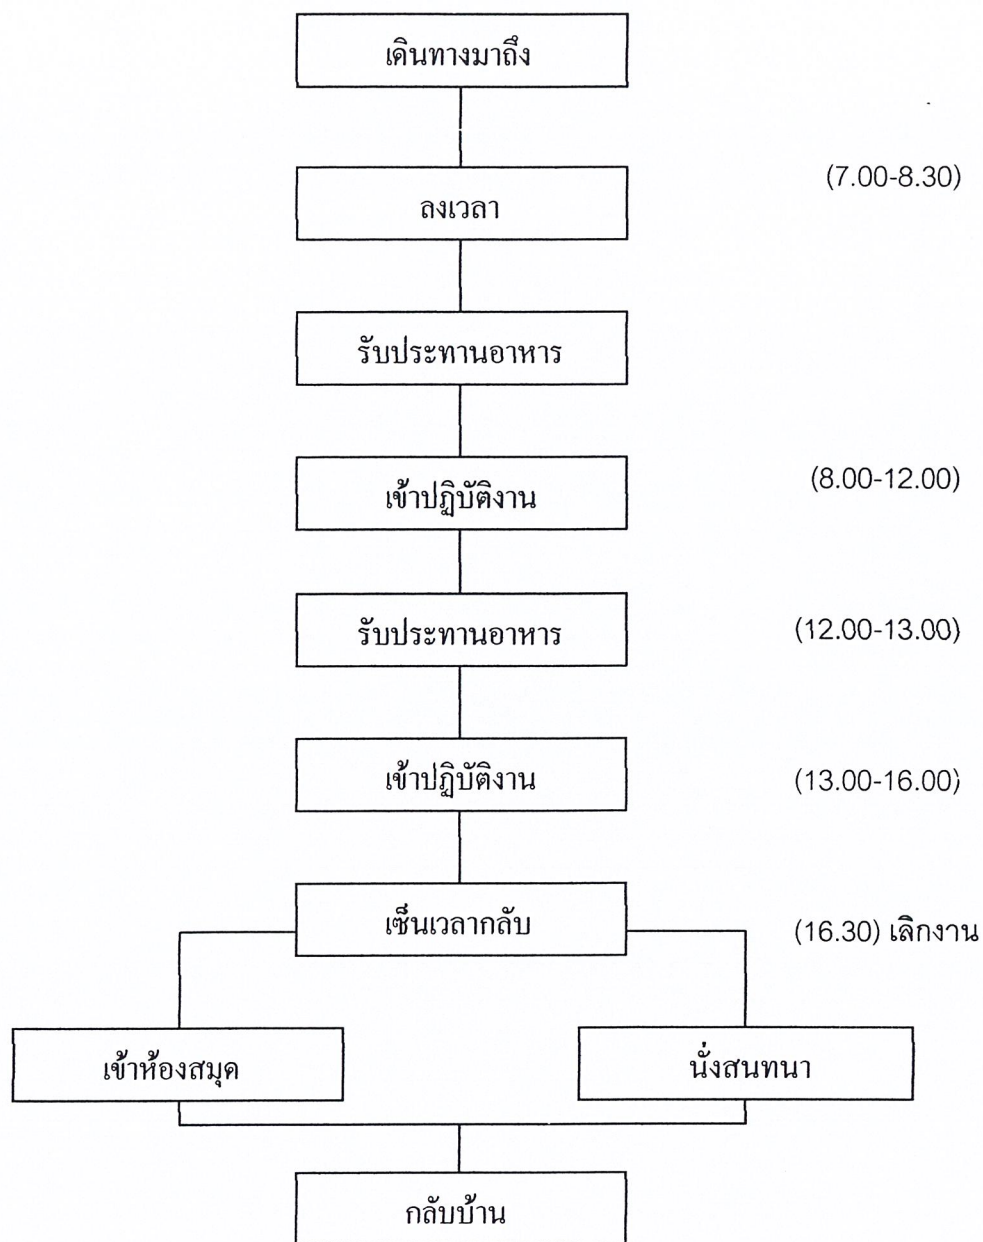 เดินทางมาถึง
(7.00-8.30)
ลงเวลา
รับประทานอาหาร
เข้าปฏิบัติงาน
(8.00-12.00)
รับประทานอาหาร
(12.00-13.00)
เข้าปฏิบัติงาน
(13.00-16.00)
เซ็นเวลากลับ
(16.30) เลิกงาน
เข้าห้องสมุด
นั่งสนทนา
กลับบ้าน